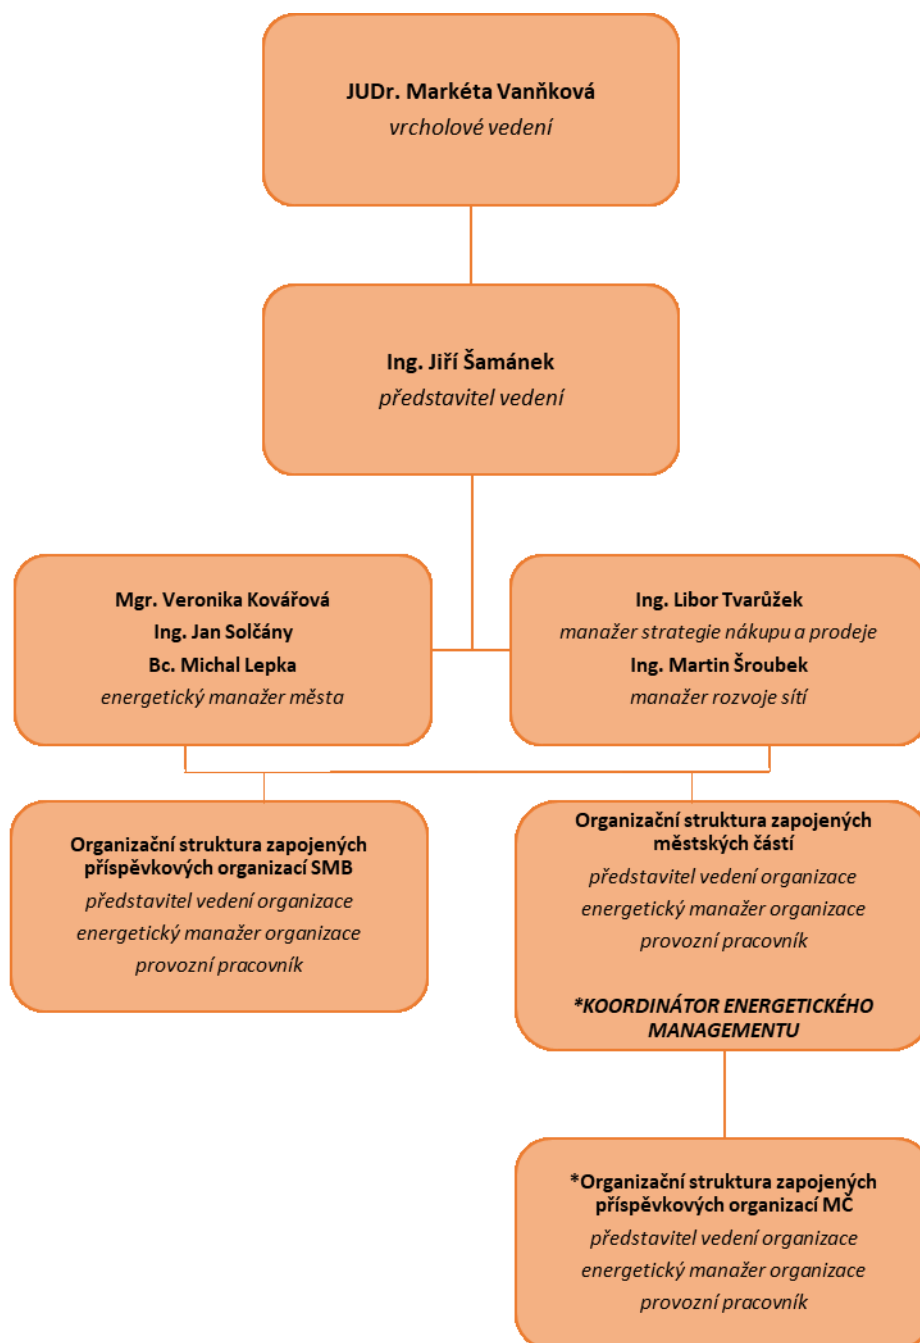 JUDr. Markéta Vanňková
vrcholové vedení
Ing. Jiří Šamánek
představitel vedení
Mgr. Veronika Kovářová
Ing. Jan Solčány
Bc. Michal Lepka
energetický manažer města
Ing. Libor Tvarůžek
manažer strategie nákupu a prodeje
Ing. Martin Šroubek
manažer rozvoje sítí
Organizační struktura zapojených
příspěvkových organizací SMB
představitel vedení organizace
energetický manažer organizace
provozní pracovník
Organizační struktura zapojených
městských částí
představitel vedení organizace
energetický manažer organizace
provozní pracovník
*KOORDINÁTOR ENERGETICKÉHO
MANAGEMENTU
*Organizační struktura zapojených
příspěvkových organizací MČ
představitel vedení organizace
energetický manažer organizace
provozní pracovník